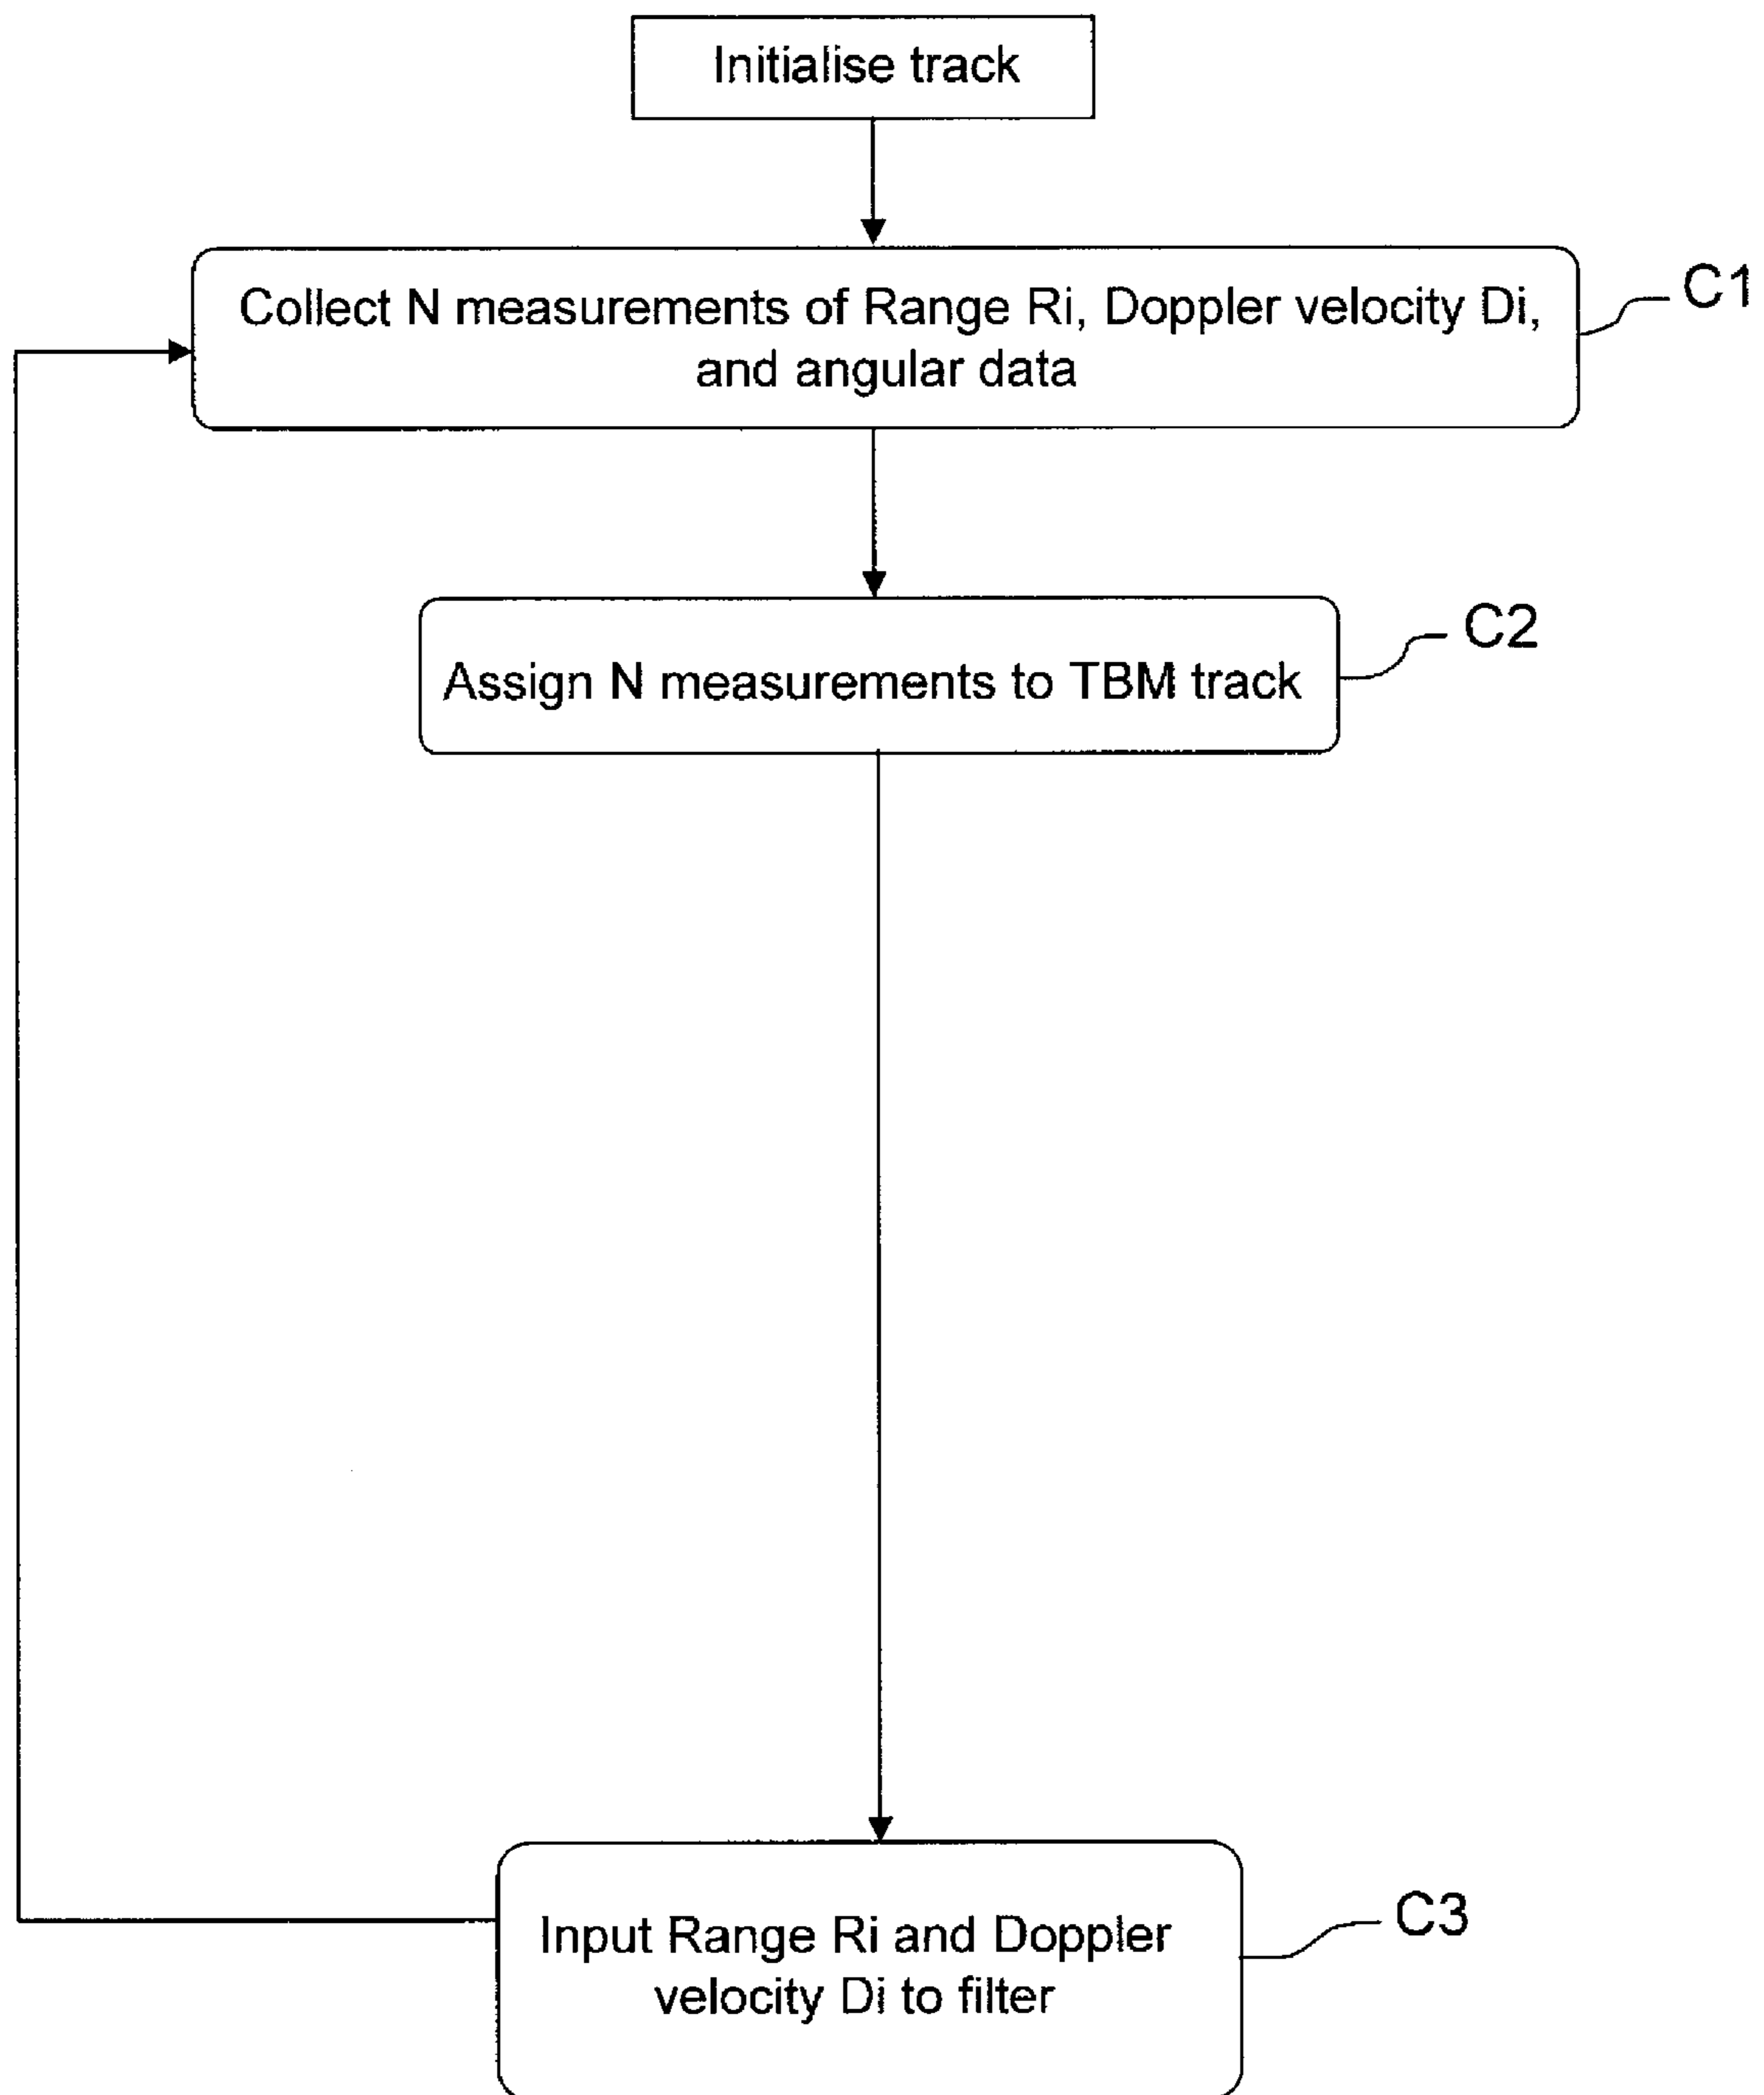 Initialise track
Collect N measurements of Range Ri, Doppler velocity Di,
and angular data
C1
Assign N measurements to TBM track
C2
Input Range Ri and Doppler
velocity Di to filter
C3